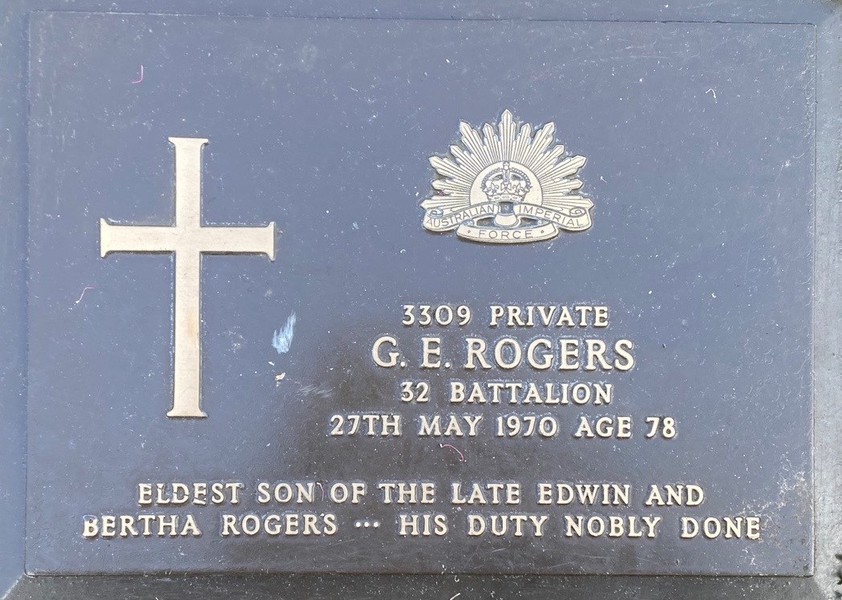 AUSTRALIAN IMPERIAL
FORCE
3309 PRIVATE
G. E. ROGERS
32 BATTALION
27TH MAY 1970 AGE 78
ELDEST SON OF THE LATE EDWIN AND
BERTHA ROGERS ··· HIS DUTY NOBLY DONE